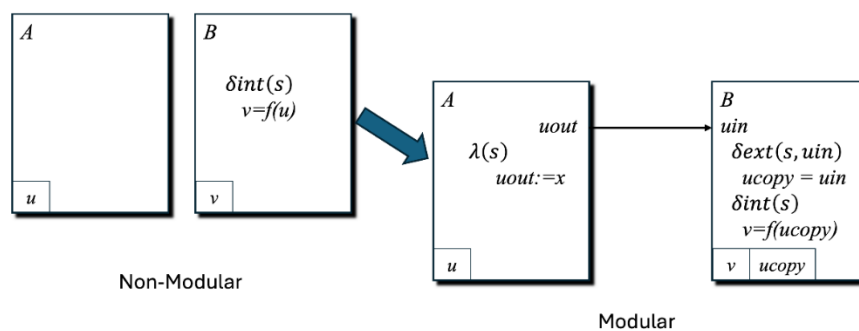 A
u
B
δint(s)
v=f(u)
v
Non-Modular
A
uout
λ(s)
uout:=x
u
B
uin
δext(s, uin)
ucopy = uin
δint(s)
v=f(ucopy)
v ucopy
Modular